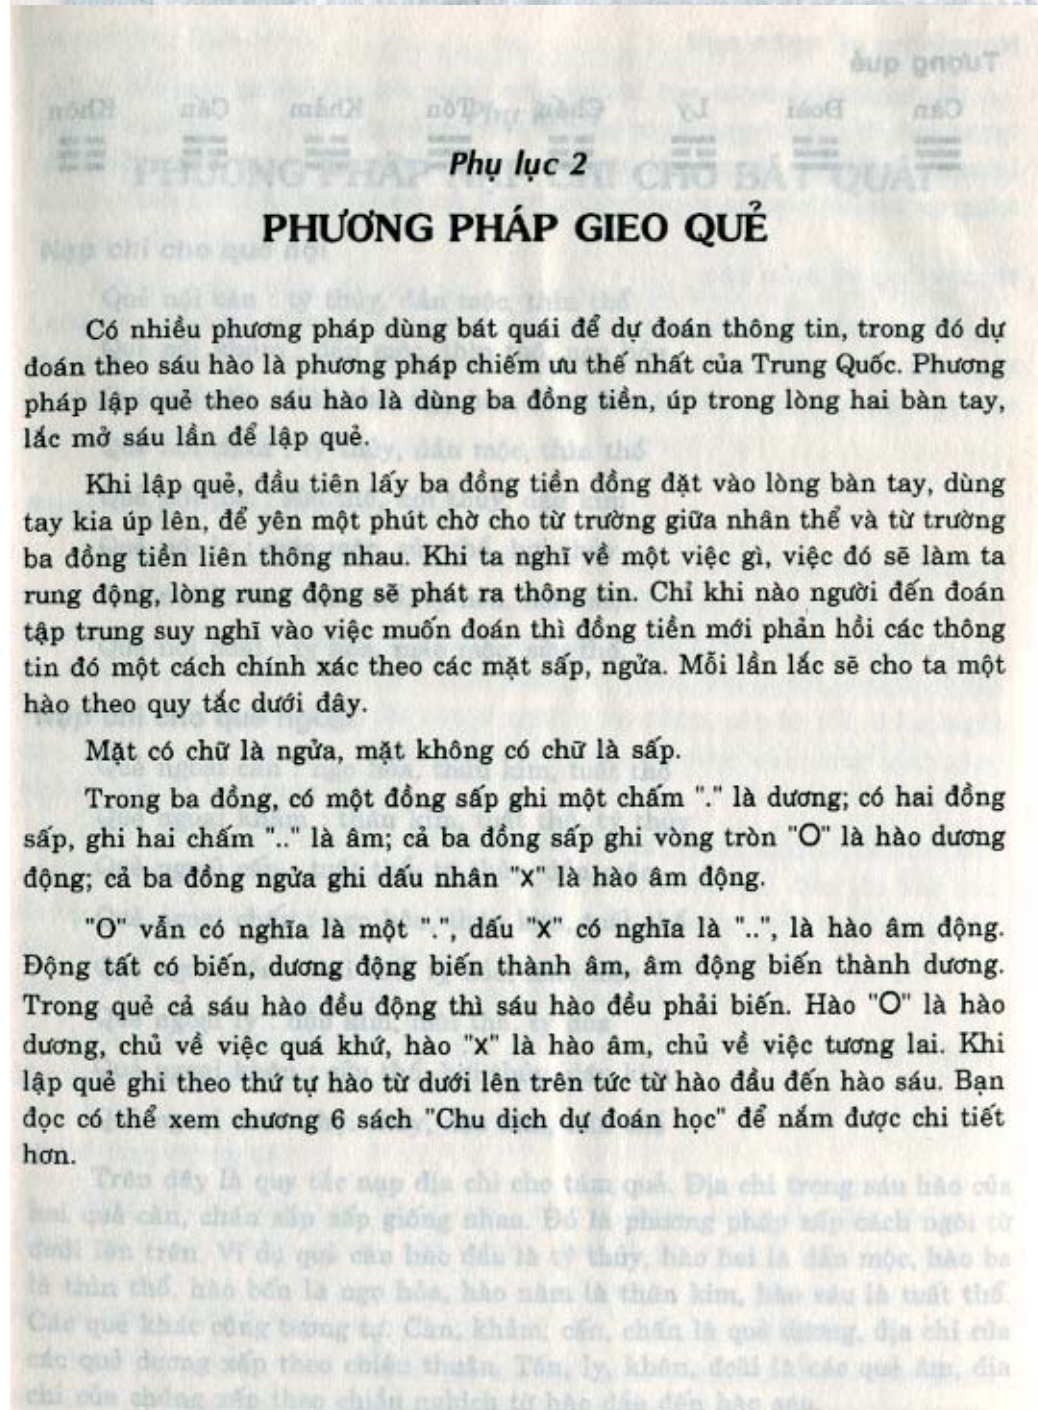 Phụ lục 2
PHƯƠNG PHÁP GIEO QUẺ
Có nhiều phương pháp dùng bát quái để dự đoán thông tin, trong đó dự
đoán theo sáu hào là phương pháp chiếm ưu thế nhất của Trung Quốc. Phương
pháp lập quẻ theo sáu hào là dùng ba đồng tiền, úp trong lòng hai bàn tay,
lắc mở sáu lần để lập quẻ.
Khi lập quẻ, đầu tiên lấy ba đồng tiền đồng đặt vào lòng bàn tay, dùng
tay kia úp lên, để yên một phút chờ cho từ trường giữa nhân thể và từ trường
ba đồng tiền liên thông nhau. Khi ta nghĩ về một việc gì, việc đó sẽ làm ta
rung động, lòng rung động sẽ phát ra thông tin. Chỉ khi nào người đến đoán
tập trung suy nghĩ vào việc muốn đoán thì đồng tiền mới phản hồi các thông
tin đó một cách chính xác theo các mặt sấp, ngửa. Mỗi lần lắc sẽ cho ta một
hào theo quy tắc dưới đây.
Mặt có chữ là ngửa, mặt không có chữ là sấp.
Trong ba đồng, có một đồng sấp ghi một chấm "." là dương; có hai đồng
sấp, ghi hai chấm ".." là âm; cả ba đồng sấp ghi vòng tròn "O" là hào dương
động; cả ba đồng ngửa ghi dấu nhân "x" là hào âm động.
"O" vẫn có nghĩa là một ".", dấu "x" có nghĩa là "..", là hào âm động.
Động tất có biến, dương động biến thành âm, âm động biến thành dương.
Trong quẻ cả sáu hào đều động thì sáu hào đều phải biến. Hào "O" là hào
dương, chủ về việc quá khứ, hào "x" là hào âm, chủ về việc tương lai. Khi
lập quẻ ghi theo thứ tự hào từ dưới lên trên tức từ hào đầu đến hào sáu. Bạn
đọc có thể xem chương 6 sách "Chu dịch dự đoán học" để nắm được chi tiết
hơn.